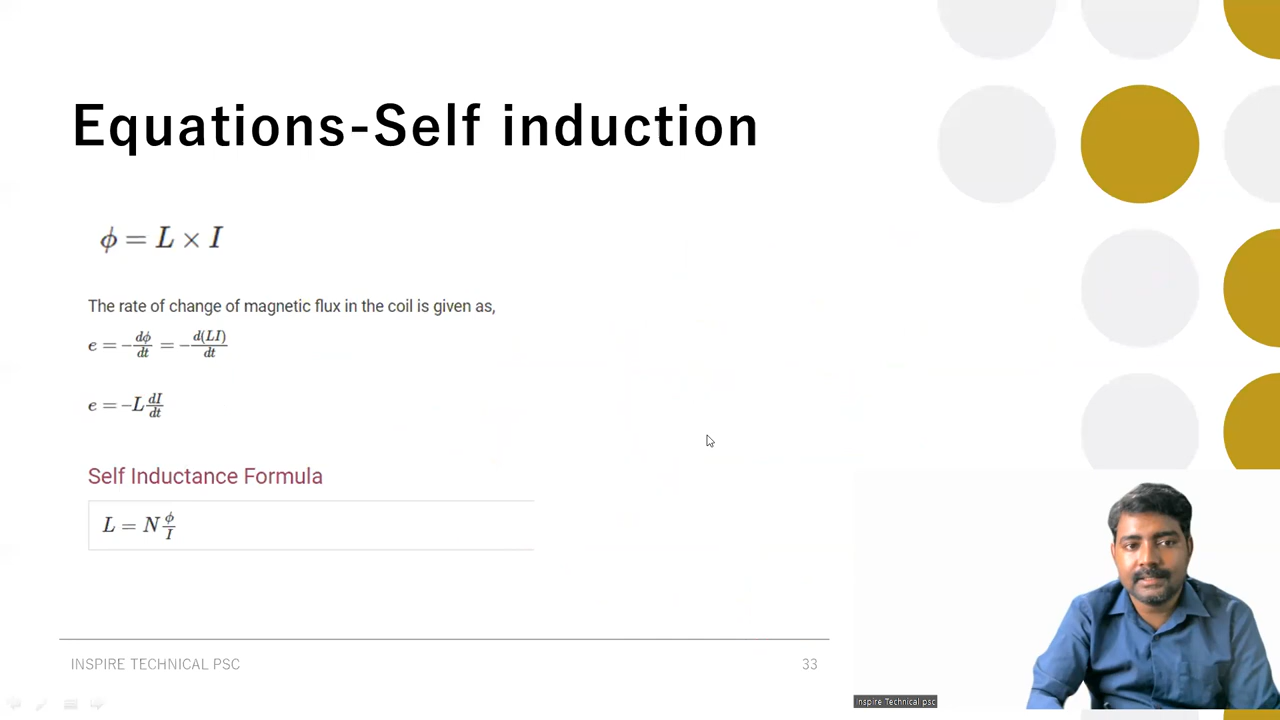 Equations-Self induction
ϕ = L × I
The rate of change of magnetic flux in the coil is given as,
e = −dϕ/dt = −d(LI)/dt
e = −L dI/dt
Self Inductance Formula
L = N ϕ/I
INSPIRE TECHNICAL PSC
33
Inspire Technical psc